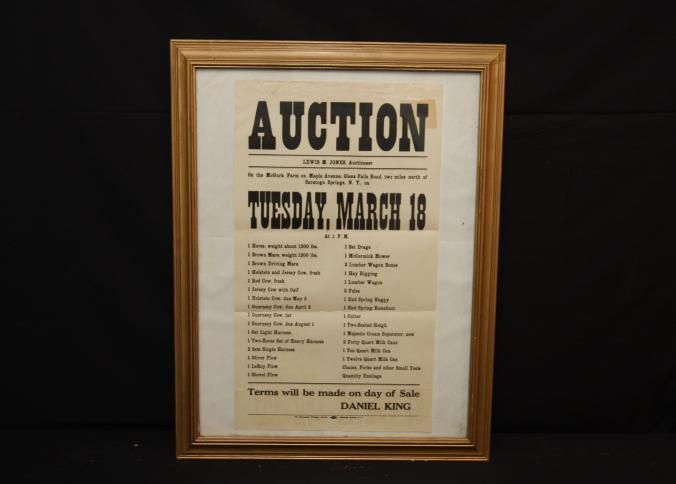 AUCTION
LEWIS M. JONES, Auctioneer
On the McGurk Farm on Maple Avenue, Glens Falls Road, two miles north of
Saratoga Springs, N. Y., on
TUESDAY, MARCH 18
At 1 P. M.
1 Horse, weight about 1300 lbs.
1 Brown Mare, weight 1200 lbs.
1 Brown Driving Mare
1 Holstein and Jersey Cow, fresh
1 Red Cow, fresh
1 Jersey Cow with Calf
1 Holstein Cow, due May 5
1 Guernsey Cow, due April 2
1 Guernsey Cow, fat
1 Guernsey Cow, due August 1
1 Set Light Harness
1 Two-Horse Set of Heavy Harness
2 Sets Single Harness
1 Oliver Plow
1 LeRoy Plow
1 Shovel Plow
1 Set Drags
1 McCormick Mower
2 Lumber Wagon Boxes
1 Hay Rigging
1 Lumber Wagon
2 Poles
1 End Spring Buggy
1 End Spring Runabout
1 Cutter
1 Two-Seated Sleigh
1 Majestic Cream Separator, new
2 Forty Quart Milk Cans
1 Ten Quart Milk Can
1 Twelve Quart Milk Can
Chains, Forks and other Small Tools
Quantity Ensilage
Terms will be made on day of Sale
DANIEL KING